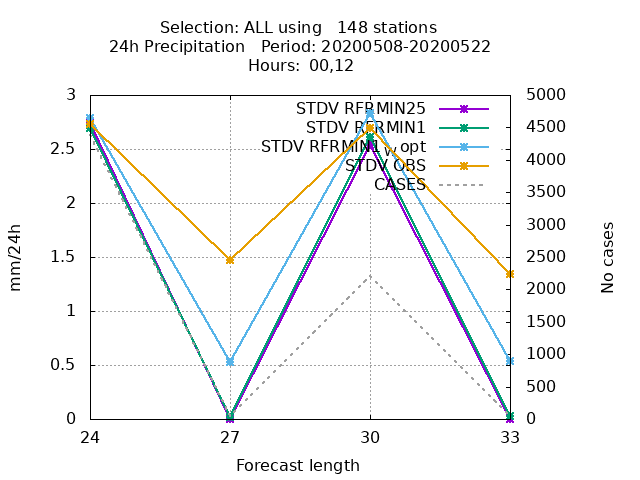 Selection: ALL using   148 stations
24h Precipitation   Period: 20200508-20200522
Hours:  00,12
3
2.5
2
1.5
1
0.5
0
mm/24h
5000
4500
4000
3500
3000
2500
2000
1500
1000
500
0
No cases
STDV RFRMIN25
STDV RFRMIN1
STDV RFRMIN1_wopt
STDV OBS
CASES
24
27
30
33
Forecast length